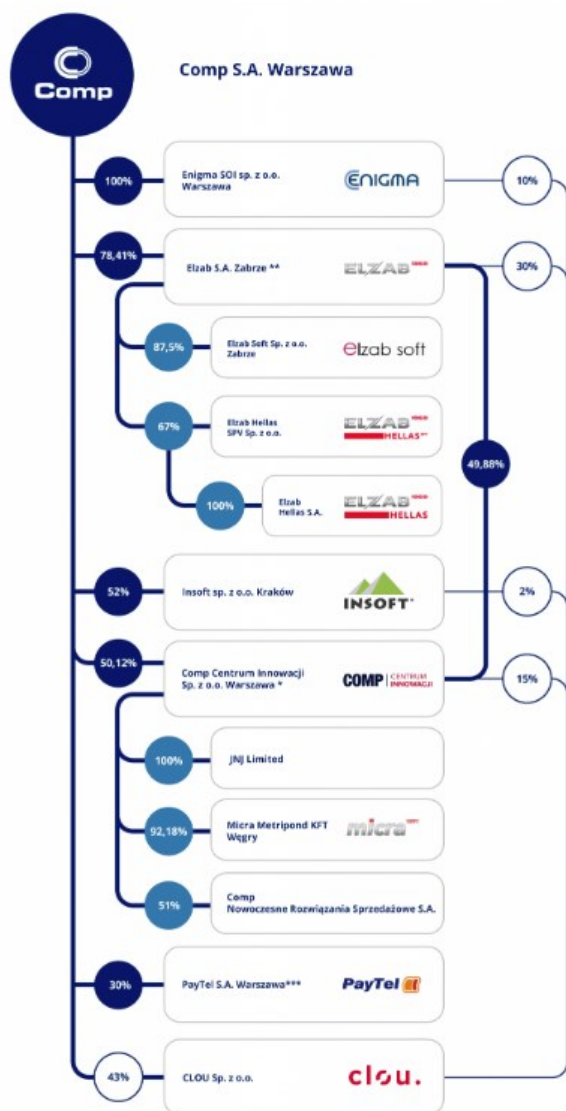 Comp
Comp S.A. Warszawa
100%
Enigma SOI sp. z o.o.
Warszawa
ENIGMA
10%
78,41%
Elzab S.A. Zabrze **
ELZAB
30%
87,5%
Elzab Soft Sp. z o.o.
Zabrze
elzab soft
67%
Elzab Hellas
SPV Sp. z o.o.
ELZAB
HELLAS
49,88%
100%
Elzab
Hellas S.A.
ELZAB
HELLAS
52%
Insoft sp. z o.o. Kraków
INSOFT
2%
50,12%
Comp Centrum Innowacji
Sp. z o.o. Warszawa *
COMP CENTRUM
INNOWACJI
15%
100%
JNJ Limited
92,18%
Micra Metripond KFT
Węgry
micra
51%
Comp
Nowoczesne Rozwiązania Sprzedażowe S.A.
30%
PayTel S.A. Warszawa***
PayTel
43%
CLOU Sp. z o.o.
clou.